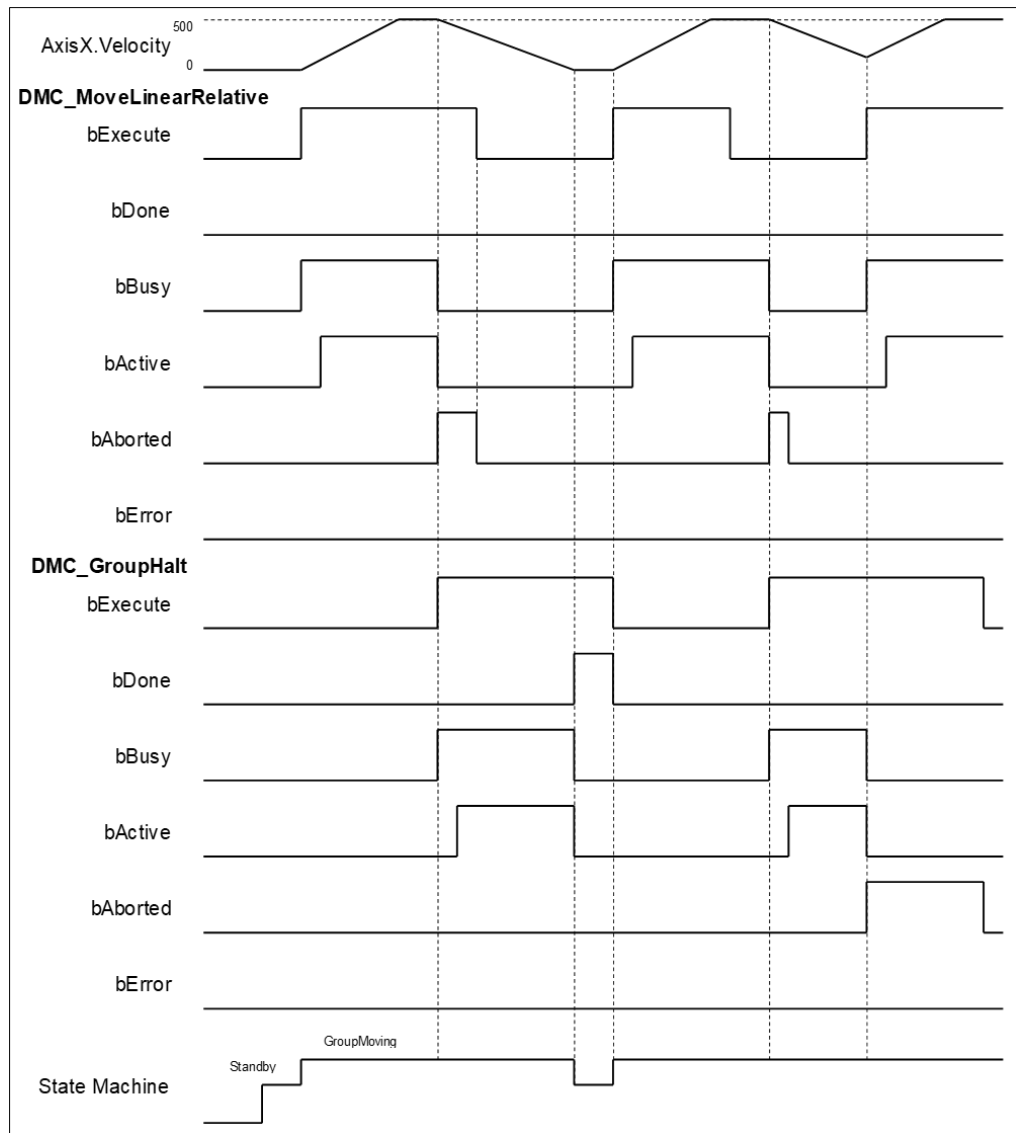 500
AxisX.Velocity
0
DMC_MoveLinearRelative
bExecute
bDone
bBusy
bActive
bAborted
bError
DMC_GroupHalt
bExecute
bDone
bBusy
bActive
bAborted
bError
GroupMoving
Standby
State Machine